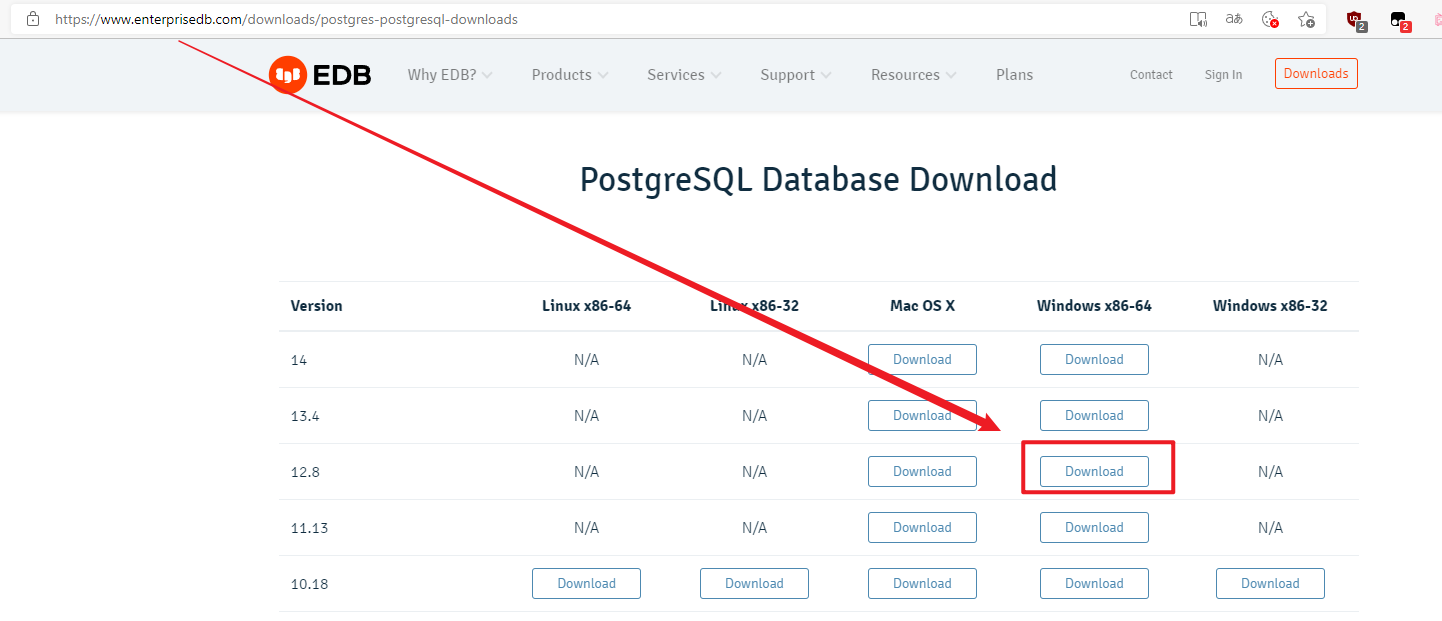 https://www.enterprisedb.com/downloads/postgres-postgresql-downloads
2 2
EDB Why EDB? Products Services Support Resources Plans Contact Sign In Downloads
PostgreSQL Database Download
Version Linux x86-64 Linux x86-32 Mac OS X Windows x86-64 Windows x86-32
14 N/A N/A Download Download N/A
13.4 N/A N/A Download Download N/A
12.8 N/A N/A Download Download N/A
11.13 N/A N/A Download Download N/A
10.18 Download Download Download Download Download